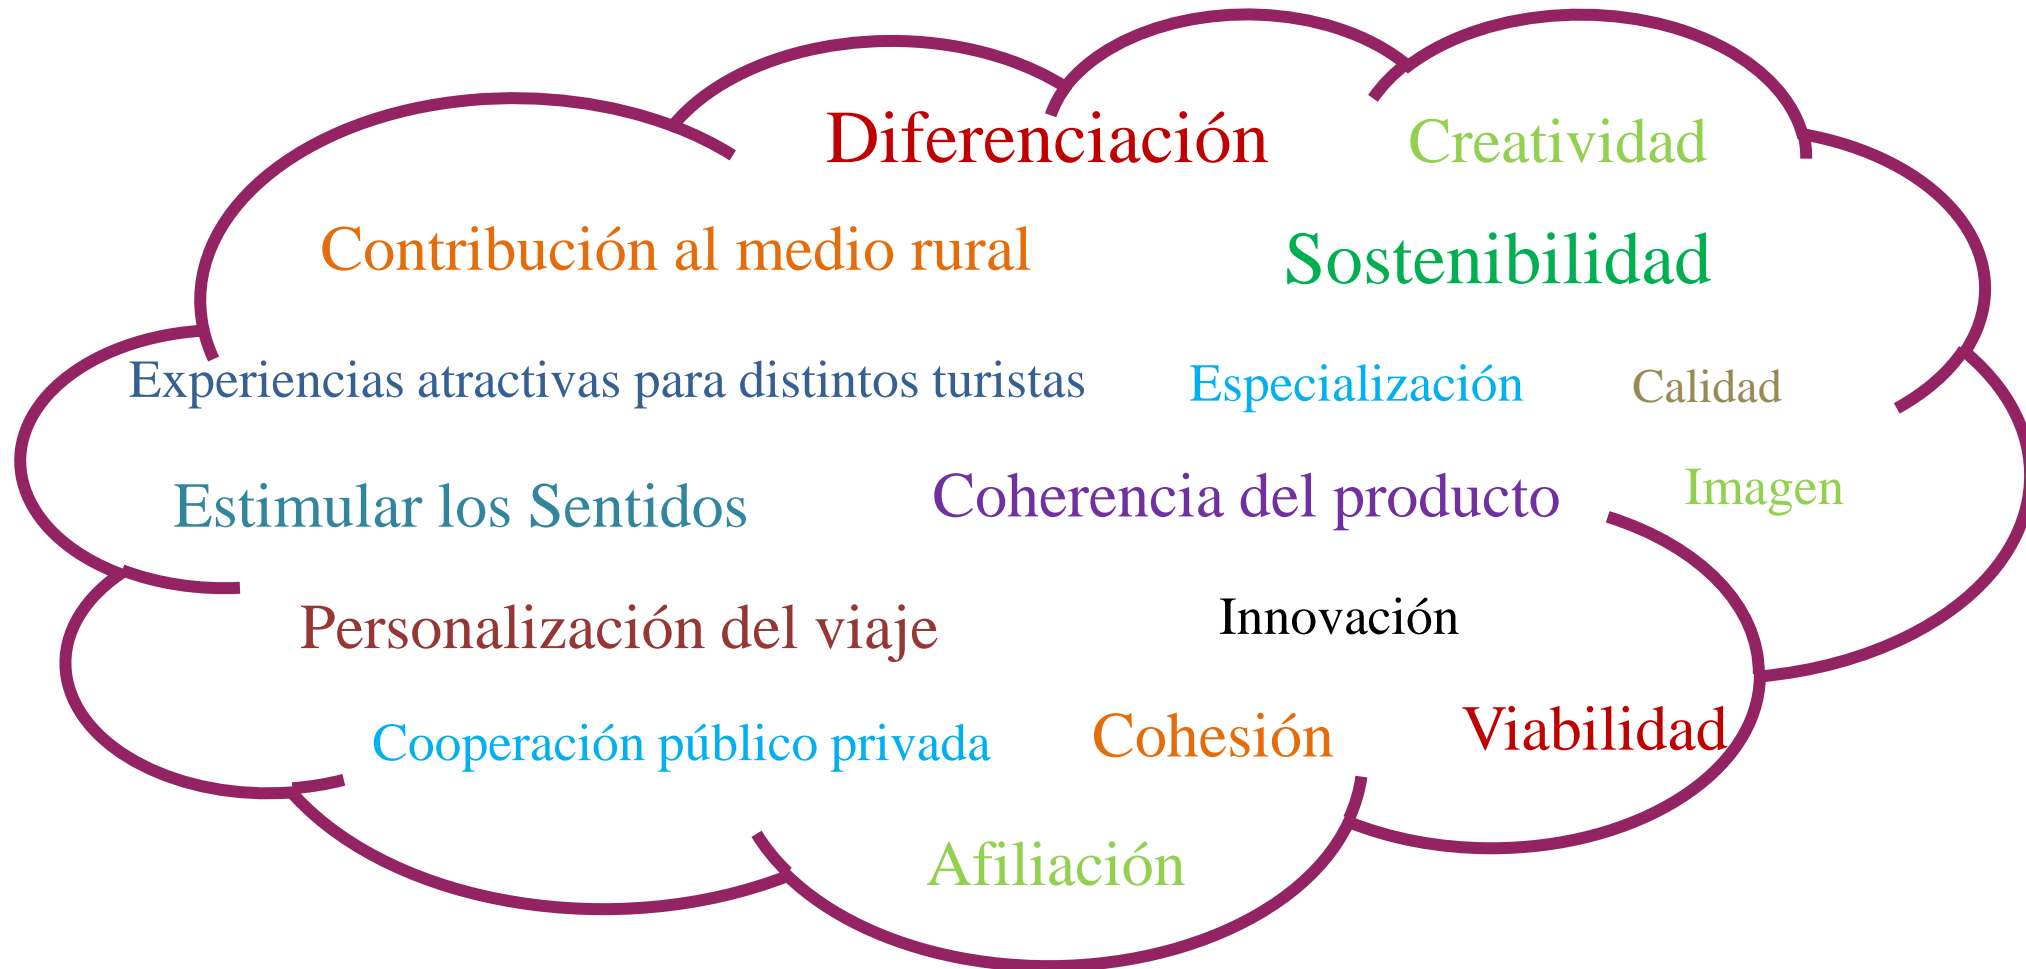 Diferenciación
Creatividad
Contribución al medio rural
Sostenibilidad
Experiencias atractivas para distintos turistas
Especialización
Calidad
Estimular los Sentidos
Coherencia del producto
Imagen
Personalización del viaje
Innovación
Cooperación público privada
Cohesión
Viabilidad
Afiliación